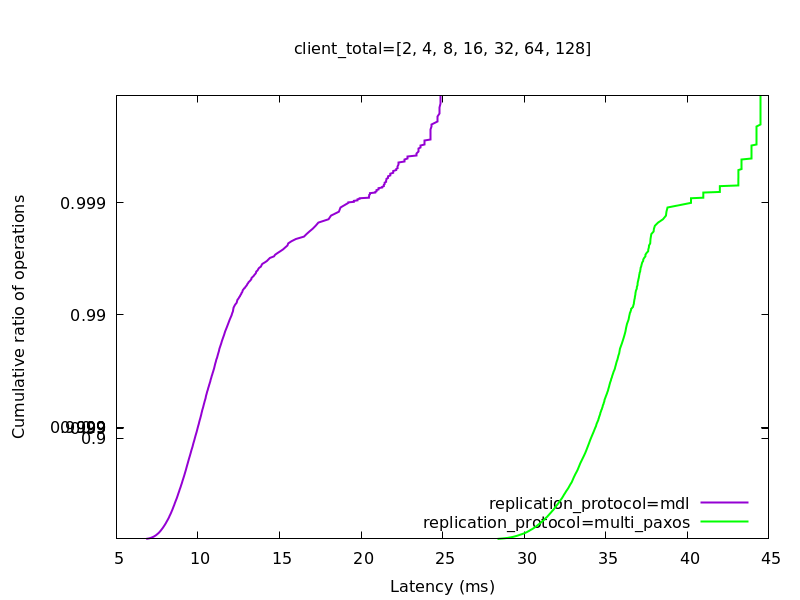 client_total=[2, 4, 8, 16, 32, 64, 128]
Cumulative ratio of operations
0.999
0.99
0.9
replication_protocol=mdl
replication_protocol=multi_paxos
5 10 15 20 25 30 35 40 45
Latency (ms)